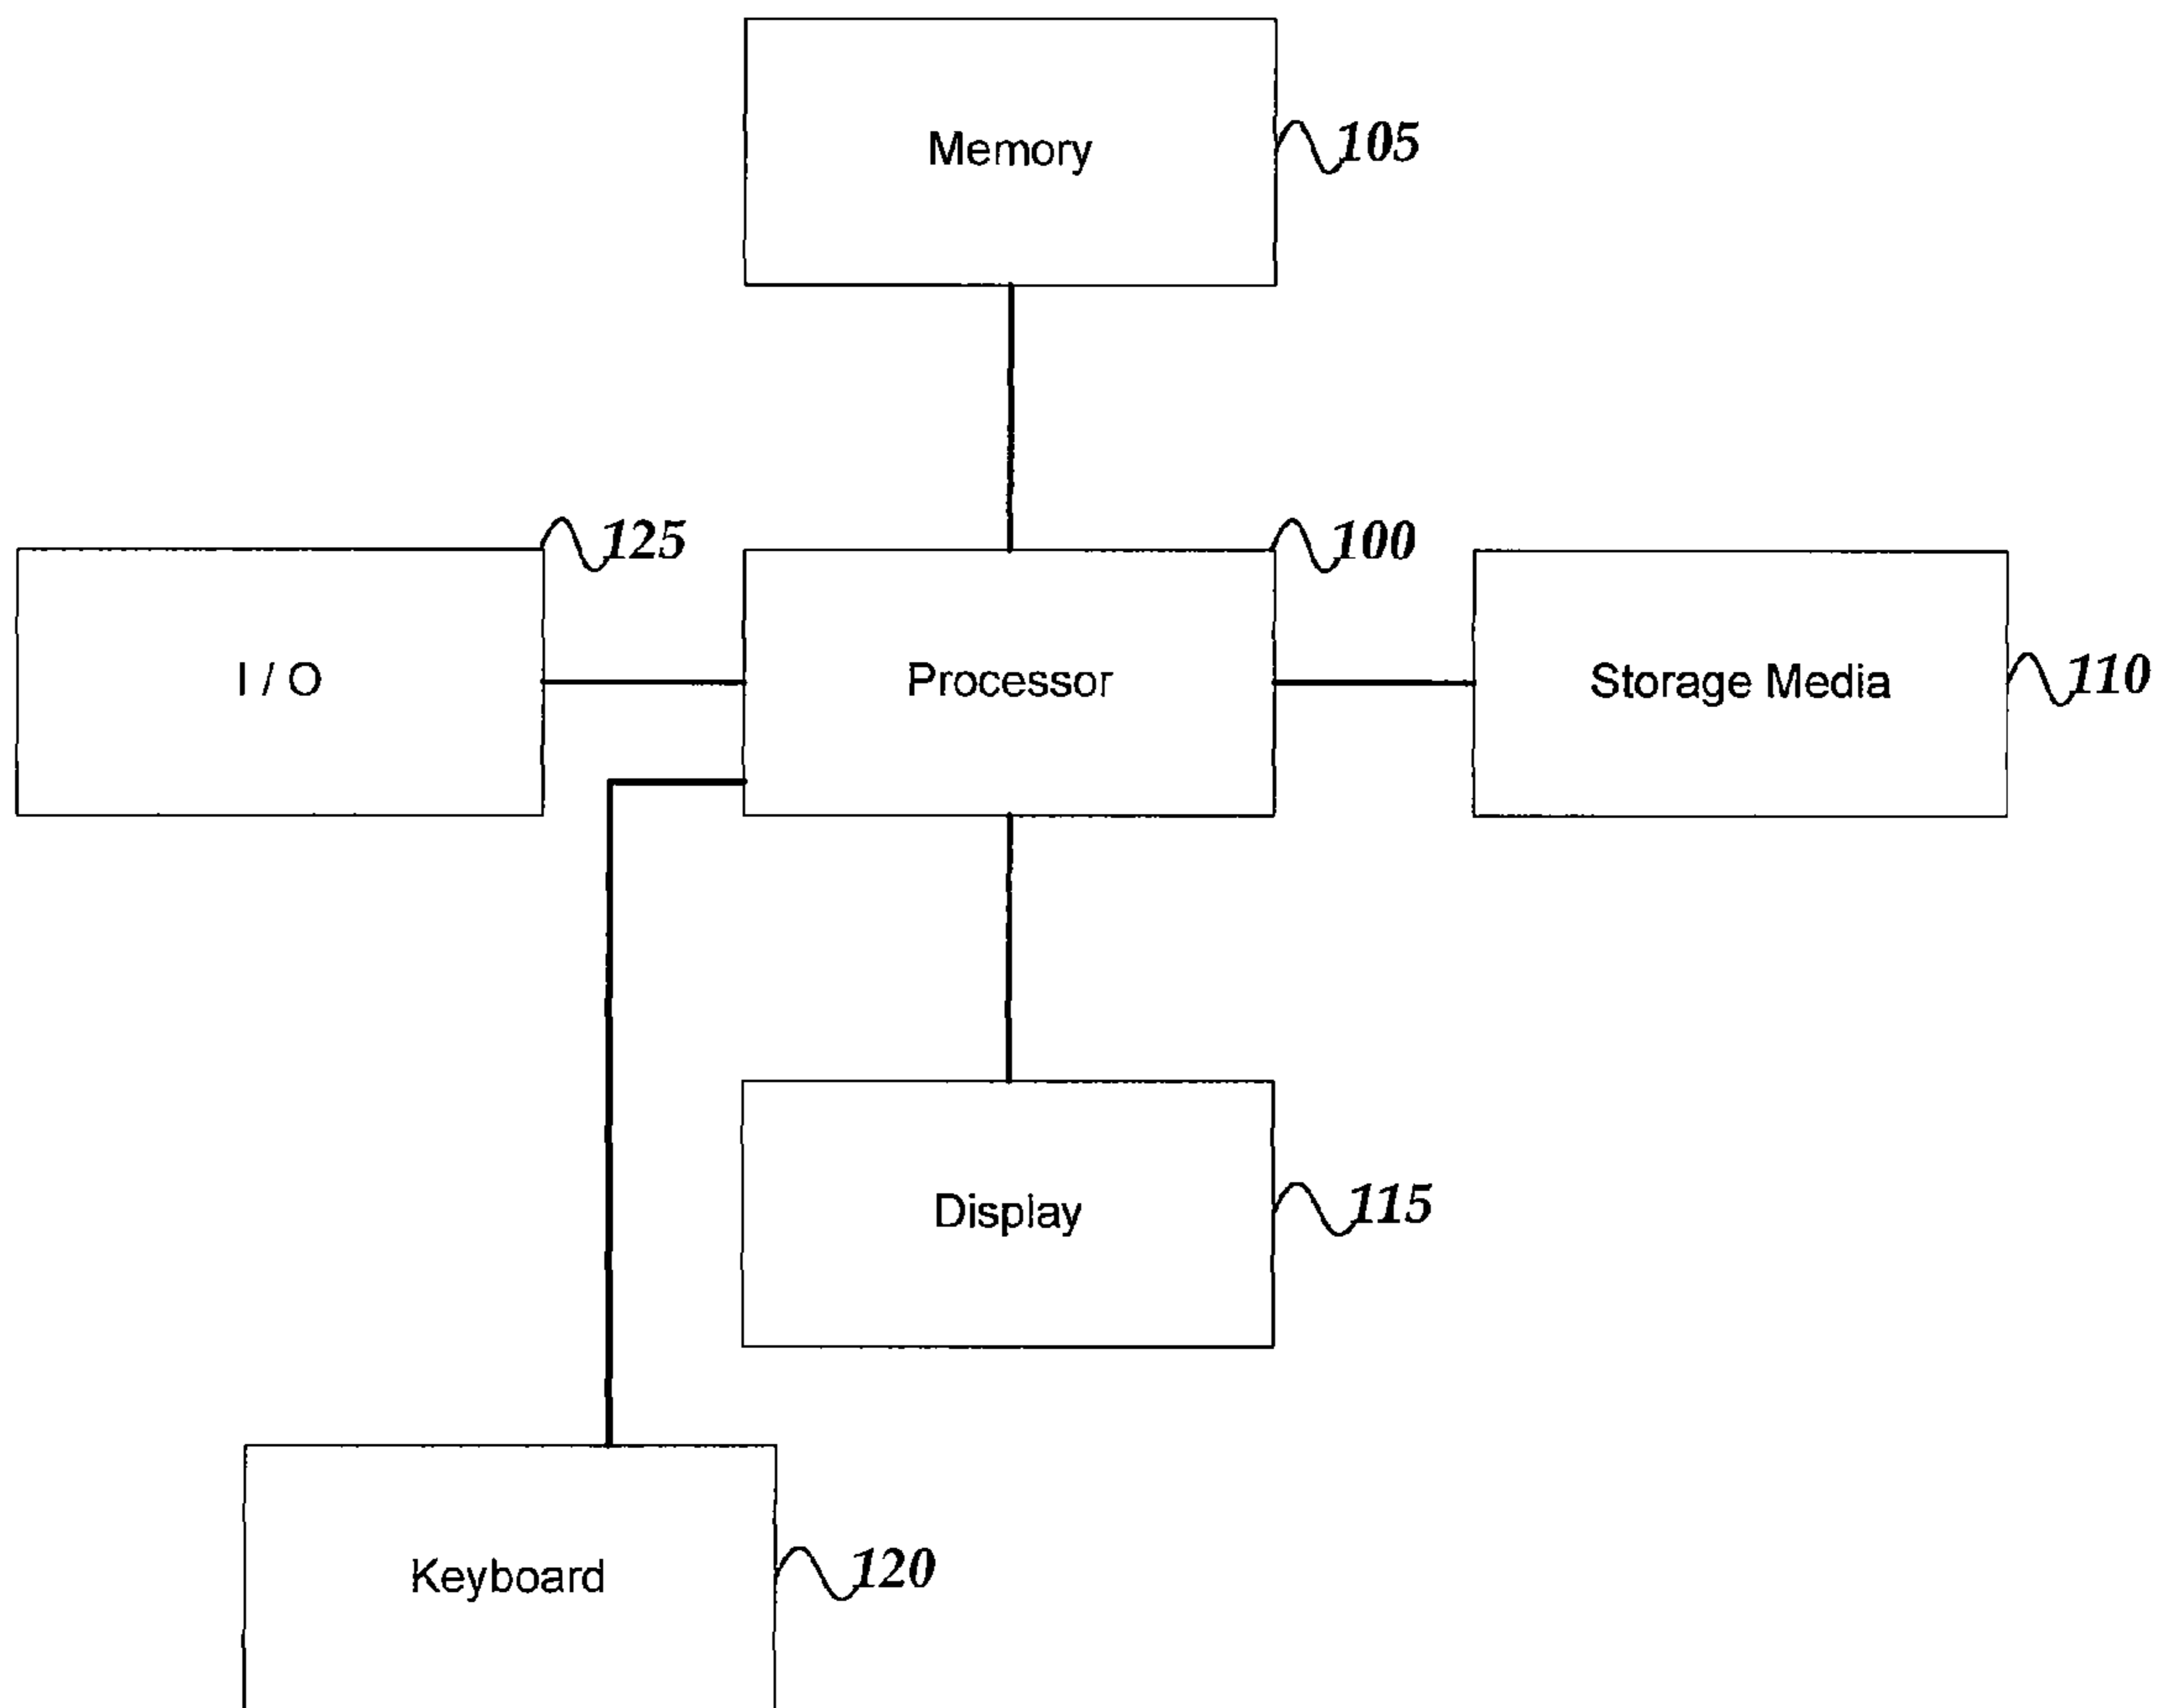 Memory
105
125
100
I / O
Processor
Storage Media
110
Display
115
Keyboard
120